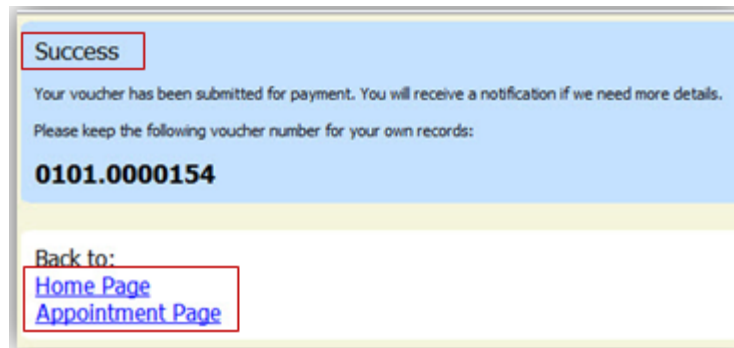 Success
Your voucher has been submitted for payment. You will receive a notification if we need more details.
Please keep the following voucher number for your own records:
0101.0000154
Back to:
Home Page
Appointment Page